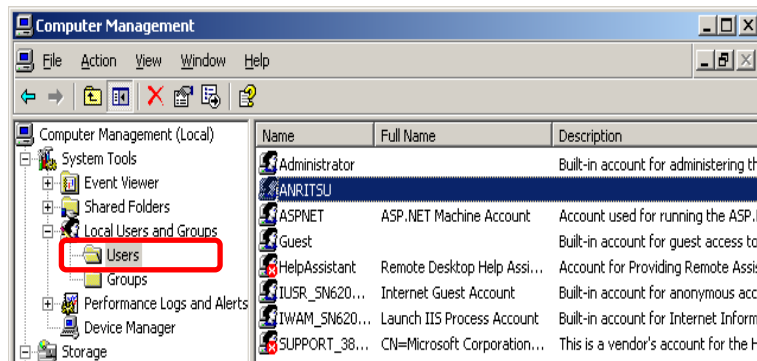 Computer Management
File Action View Window Help
Computer Management (Local)
System Tools
Event Viewer
Shared Folders
Local Users and Groups
Users
Groups
Performance Logs and Alerts
Device Manager
Storage
Name Full Name Description
Administrator Built-in account for administering th
ANRITSU
ASPNET ASP.NET Machine Account Account used for running the ASP.
Guest Built-in account for guest access to
HelpAssistant Remote Desktop Help Assi... Account for Providing Remote Assis
IUSR_SN620... Internet Guest Account Built-in account for anonymous acc
IWAM_SN620... Launch IIS Process Account Built-in account for Internet Inform
SUPPORT_38... CN=Microsoft Corporation... This is a vendor's account for the H